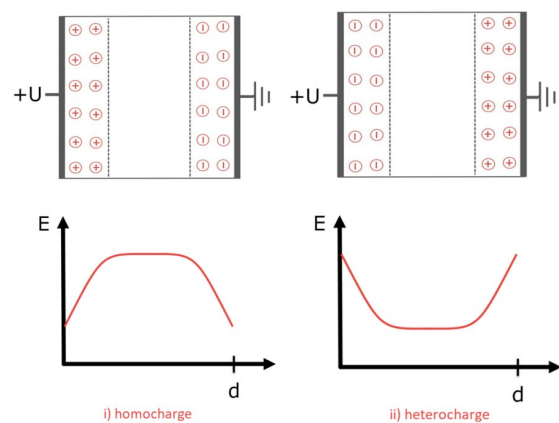 +U
+U
E
E
d
d
i) homocharge
ii) heterocharge